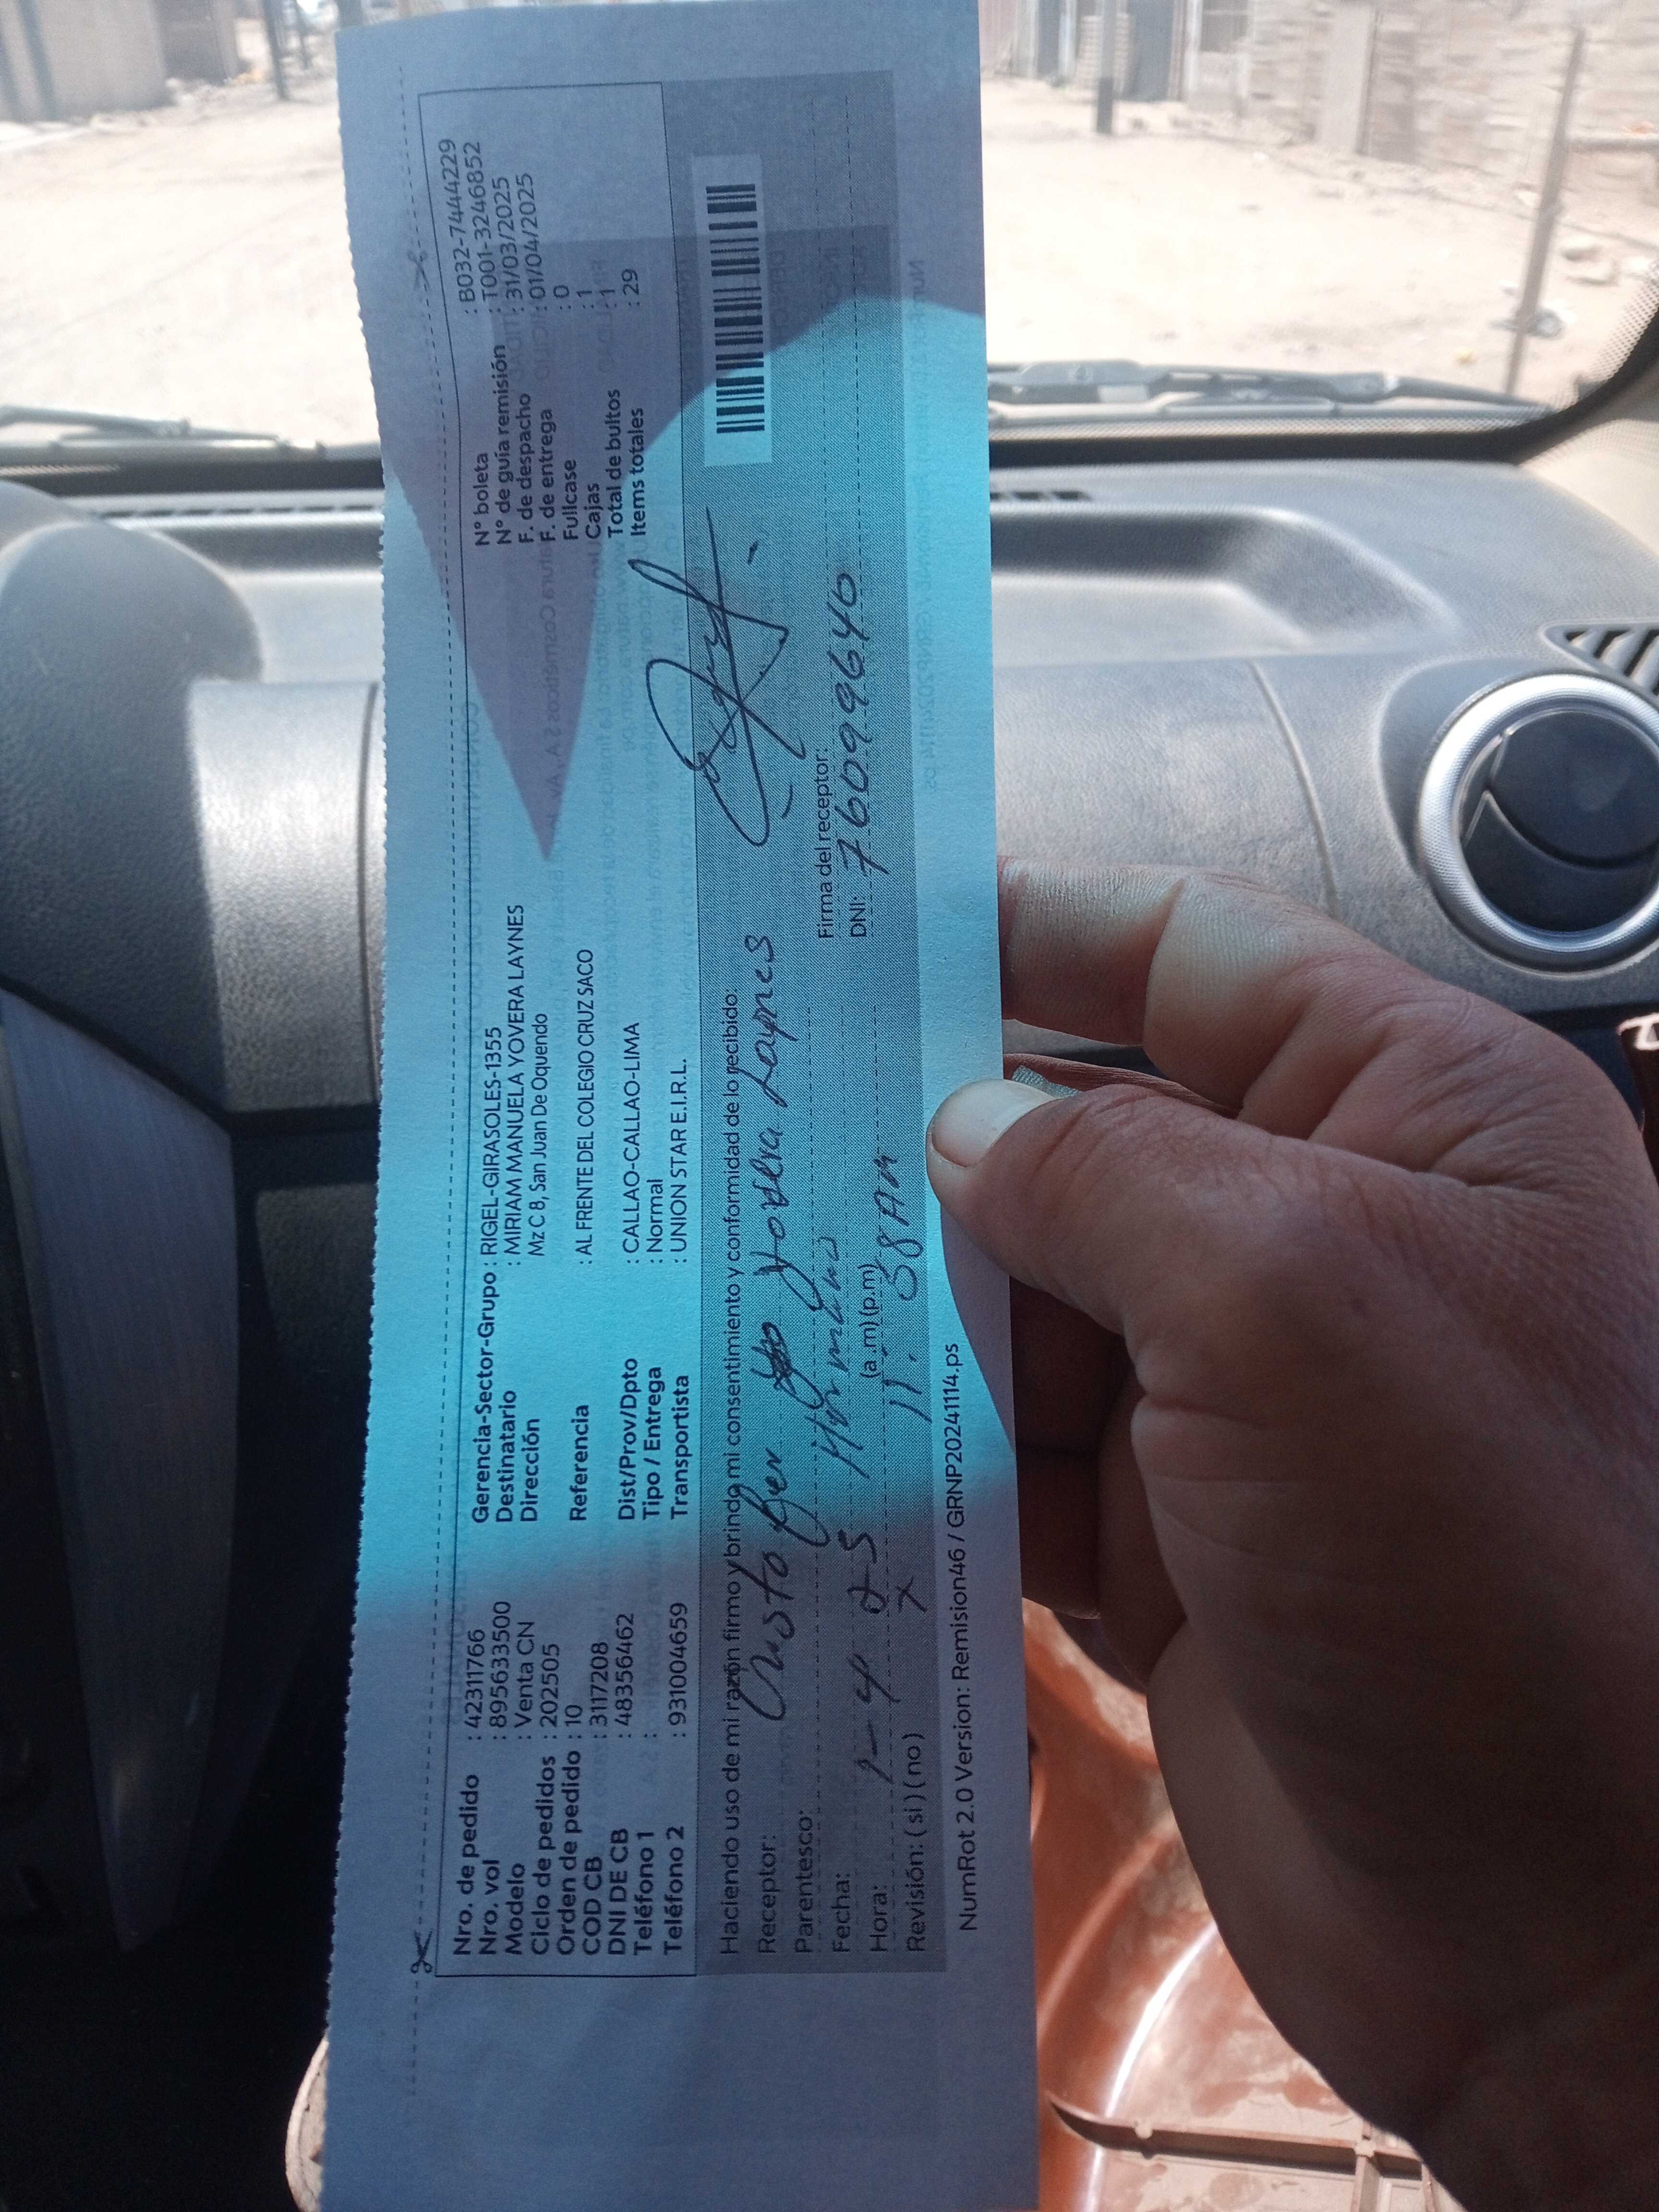 Nro. de pedido : 42311766
Nro. vol : 895633500
Modelo : Venta CN
Ciclo de pedidos : 202505
Orden de pedido : 10
COD CB : 3117208
DNI DE CB : 48356462
Teléfono 1 :
Teléfono 2 : 931004659
Gerencia-Sector-Grupo : RIGEL-GIRASOLES-1355
Destinatario : MIRIAM MANUELA YOVERA LAYNES
Dirección Mz C 8, San Juan De Oquendo
Referencia : AL FRENTE DEL COLEGIO CRUZ SACO
Dist/Prov/Dpto : CALLAO-CALLAO-LIMA
Tipo / Entrega : Normal
Transportista : UNION STAR E.I.R.L.
N° boleta : B032-7444229
N° de guía remisión : T001-3246852
F. de despacho : 31/03/2025
F. de entrega : 01/04/2025
Fullcase : 0
Cajas : 1
Total de bultos : 1
Items totales : 29
Haciendo uso de mi razón firmo y brindo mi consentimiento y conformidad de lo recibido:
Receptor: Yovera Laynes
Parentesco: Hermano
Fecha: 1-4 25
Hora: (a .m) (p.m) 11:38 AM
Revisión: ( si ) ( no ) X
Firma del receptor:
DNI: 76099640
NumRot 2.0 Version: Remision46 / GRNP20241114.ps